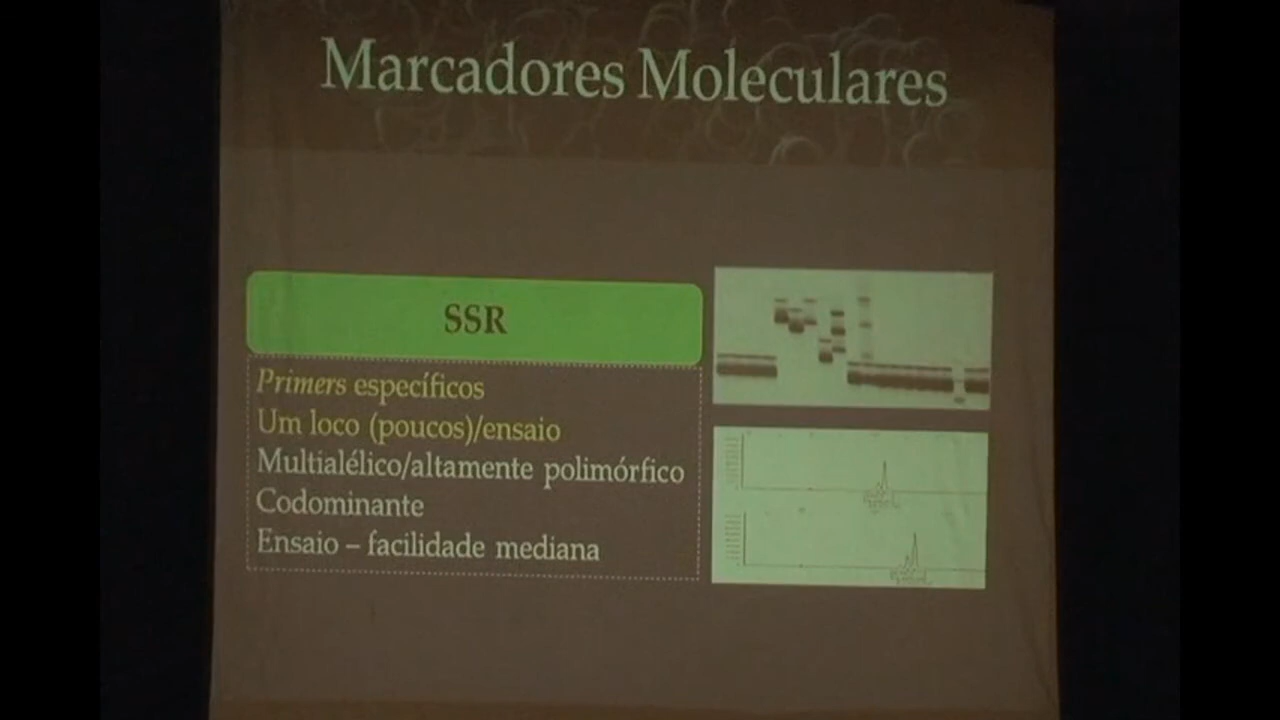 Marcadores Moleculares
SSR
Primers específicos
Um loco (poucos)/ensaio
Multialélico/altamente polimórfico
Codominante
Ensaio – facilidade mediana